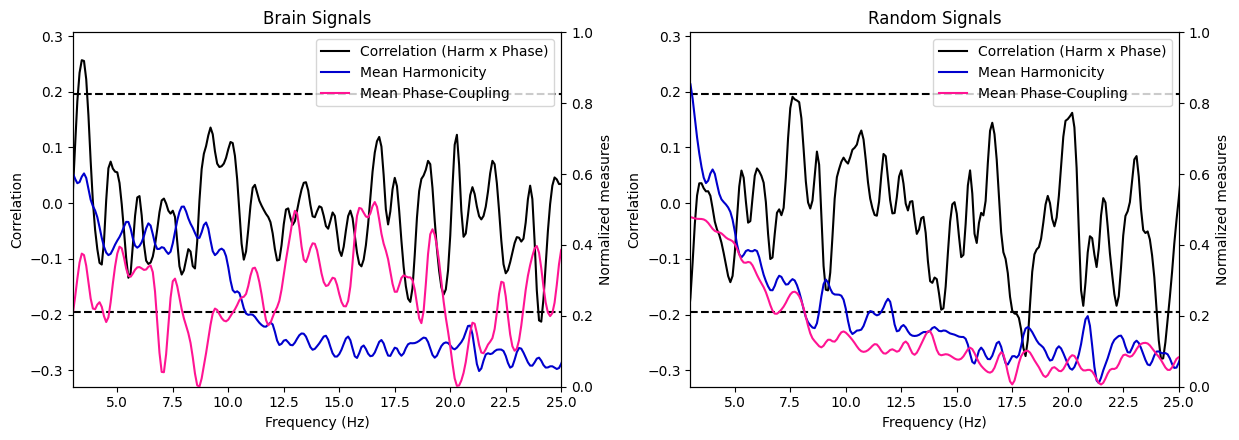 Brain Signals
Correlation (Harm x Phase)
Mean Harmonicity
Mean Phase-Coupling
0.3
0.2
0.1
0.0
−0.1
−0.2
−0.3
Correlation
1.0
0.8
0.6
0.4
0.2
0.0
Normalized measures
5.0 7.5 10.0 12.5 15.0 17.5 20.0 22.5 25.0
Frequency (Hz)
Random Signals
Correlation (Harm x Phase)
Mean Harmonicity
Mean Phase-Coupling
0.3
0.2
0.1
0.0
−0.1
−0.2
−0.3
Correlation
1.0
0.8
0.6
0.4
0.2
0.0
Normalized measures
5.0 7.5 10.0 12.5 15.0 17.5 20.0 22.5 25.0
Frequency (Hz)